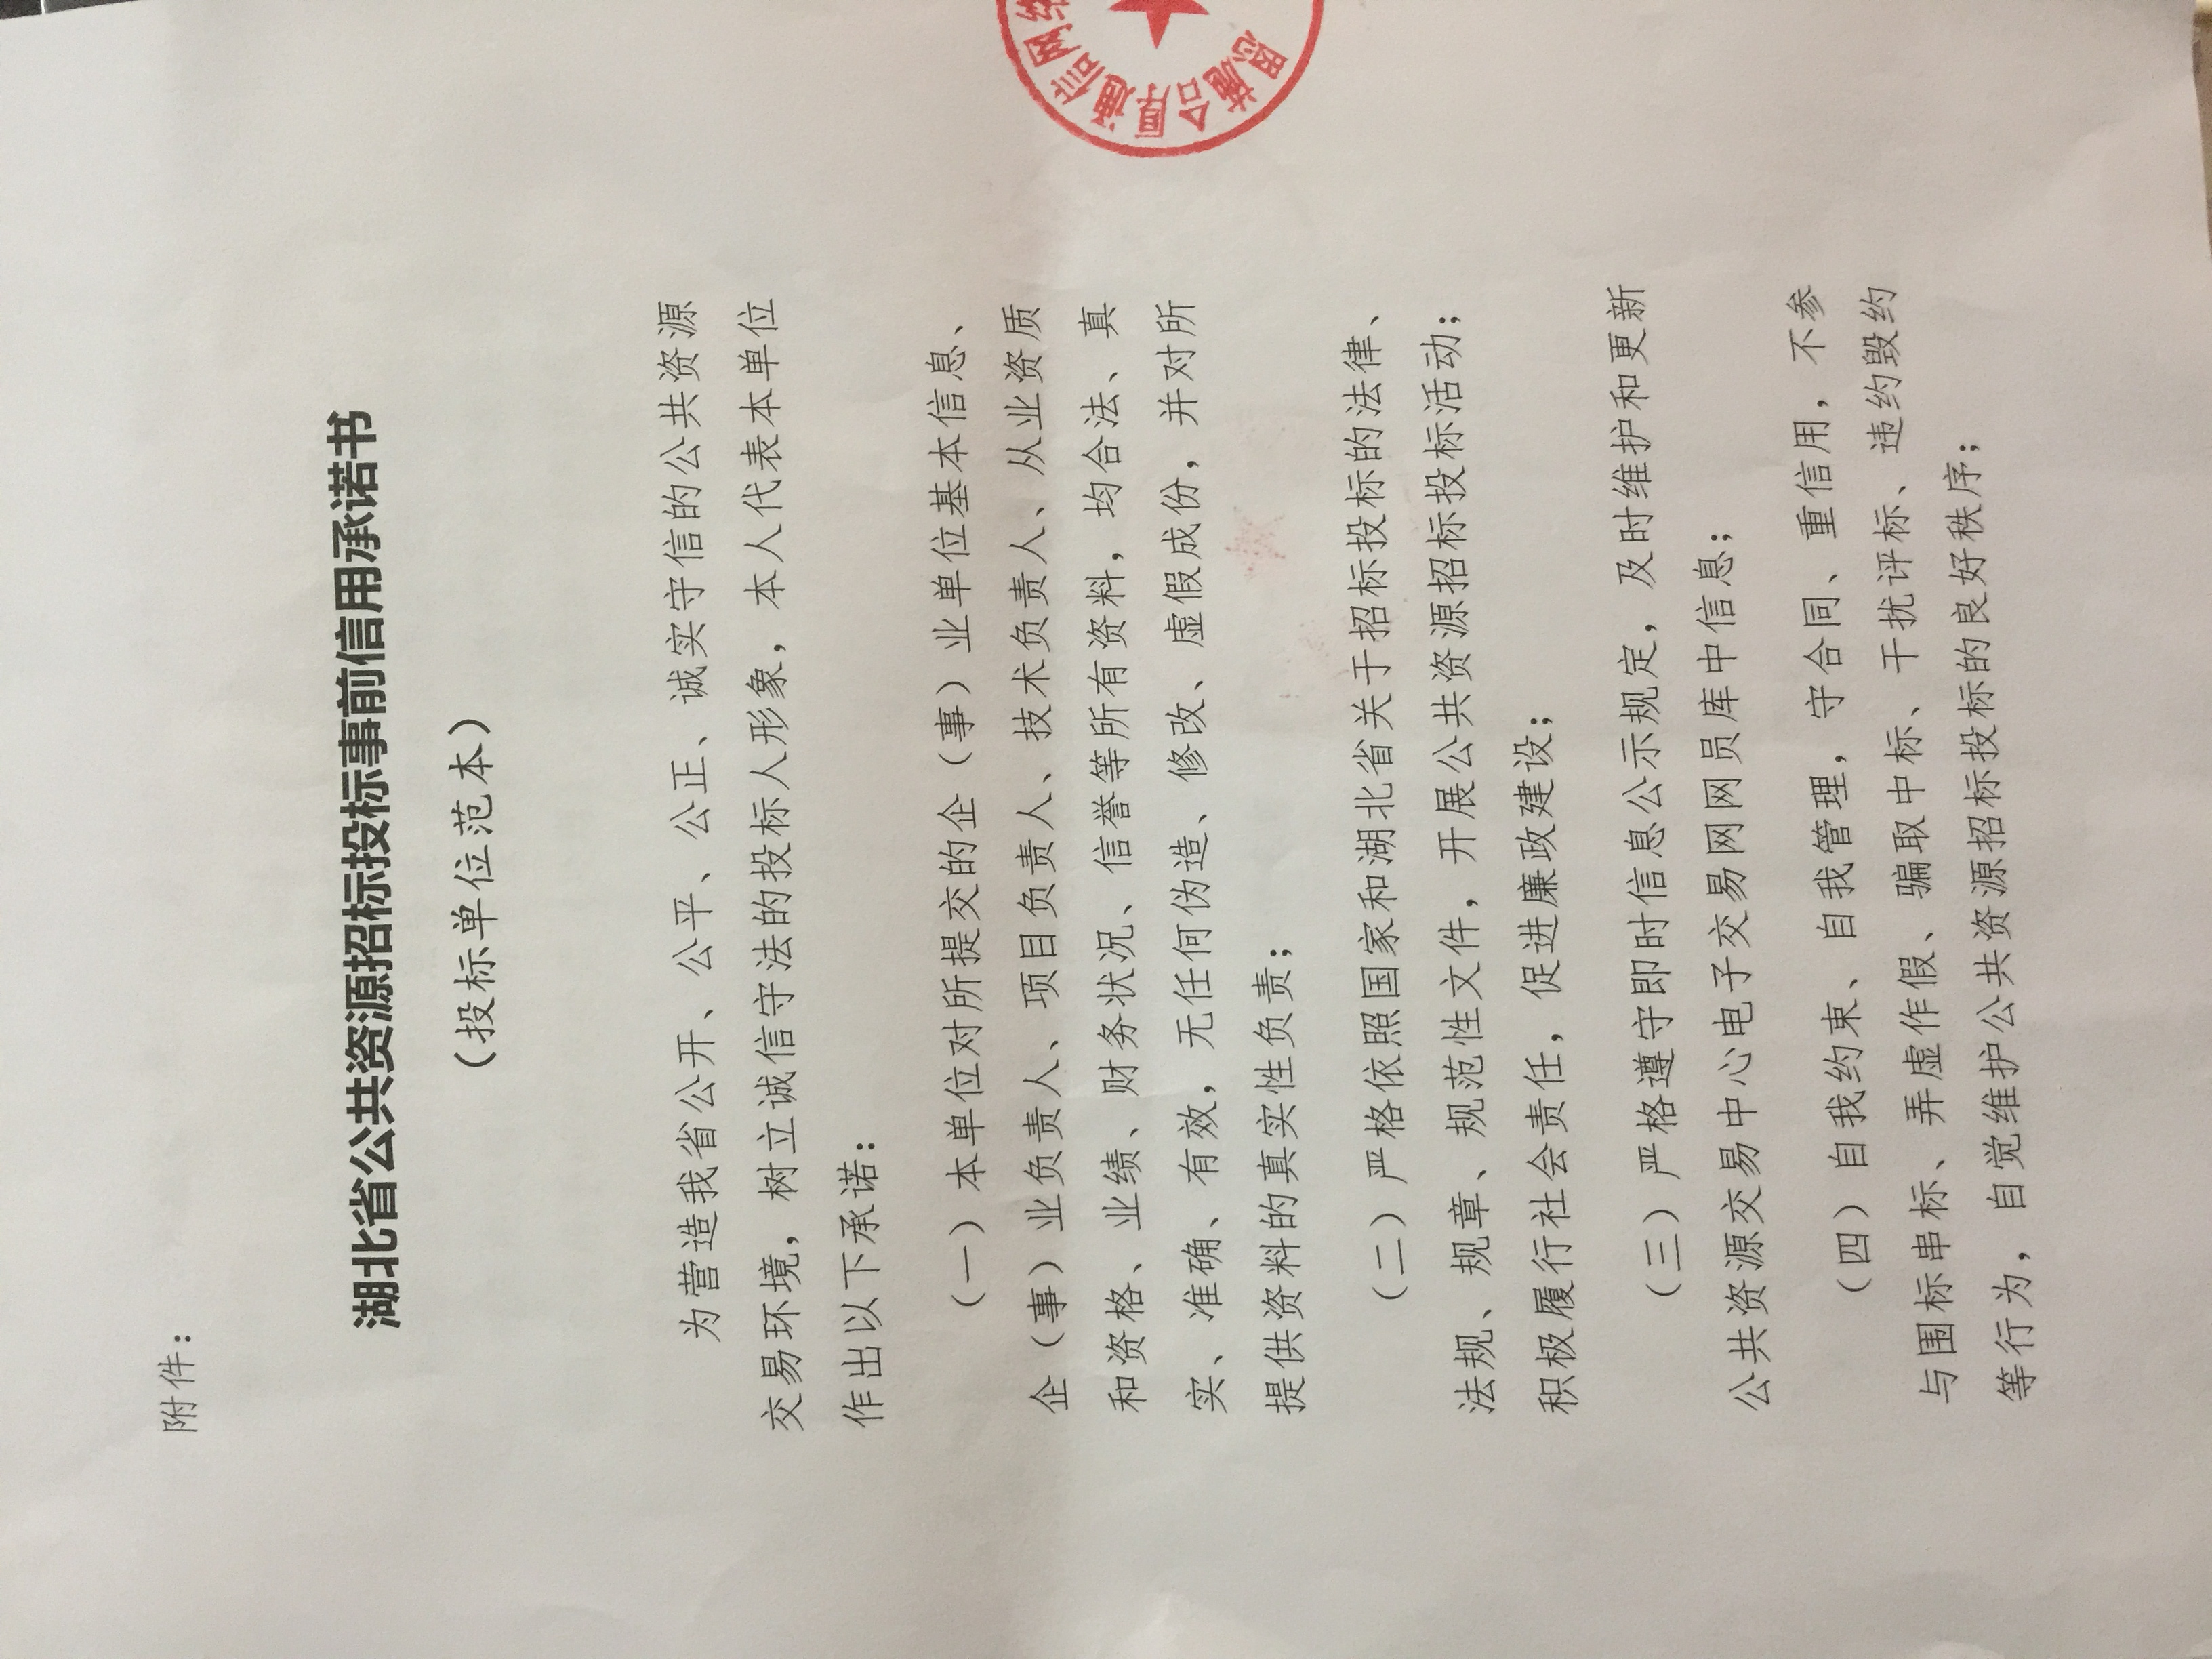 附件：
湖北省公共资源招标投标事前信用承诺书
（投标单位范本）
为营造我省公开、公平、公正、诚实守信的公共资源
交易环境，树立诚信守法的投标人形象，本人代表本单位
作出以下承诺：
（一）本单位对所提交的企（事）业单位基本信息、
企（事）业负责人、项目负责人、技术负责人、从业资质
和资格、业绩、财务状况、信誉等所有资料，均合法、真
实、准确、有效，无任何伪造、修改、虚假成份，并对所
提供资料的真实性负责；
（二）严格依照国家和湖北省关于招标投标的法律、
法规、规章、规范性文件，开展公共资源招标投标活动；
积极履行社会责任，促进廉政建设；
（三）严格遵守即时信息公示规定，及时维护和更新
公共资源交易中心电子交易网网员库中信息；
（四）自我约束、自我管理，守合同、重信用，不参
与围标串标、弄虚作假、骗取中标、干扰评标、违约毁约
等行为，自觉维护公共资源招标投标的良好秩序；
恩施合环通信网络